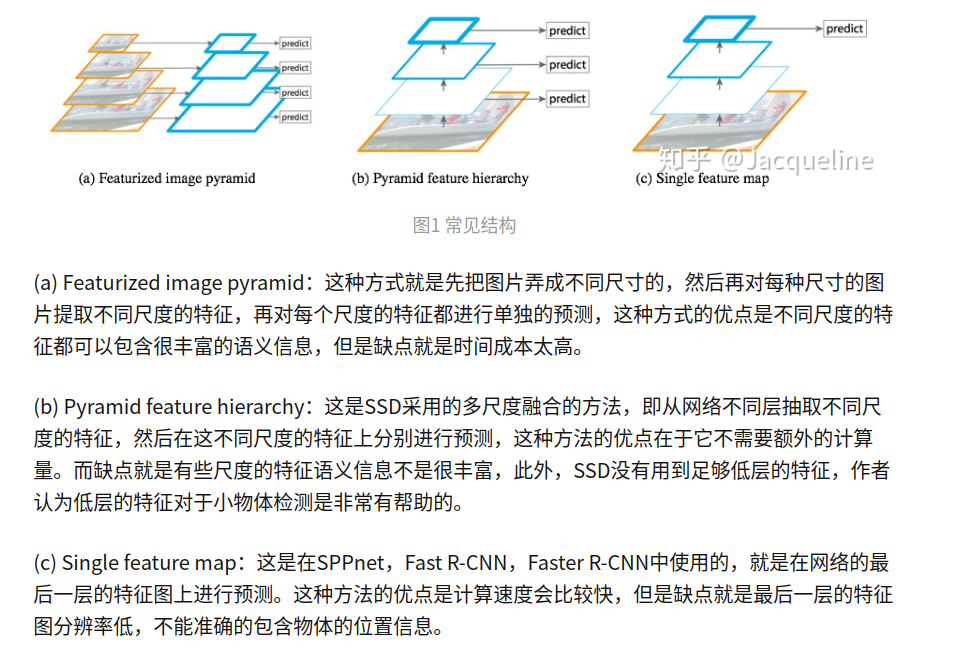 predict
predict
predict
predict
predict
predict
predict
predict
知乎 @Jacqueline
(a) Featurized image pyramid
(b) Pyramid feature hierarchy
(c) Single feature map
图1 常见结构
(a) Featurized image pyramid：这种方式就是先把图片弄成不同尺寸的，然后再对每种尺寸的图
片提取不同尺度的特征，再对每个尺度的特征都进行单独的预测，这种方式的优点是不同尺度的特
征都可以包含很丰富的语义信息，但是缺点就是时间成本太高。
(b) Pyramid feature hierarchy：这是SSD采用的多尺度融合的方法，即从网络不同层抽取不同尺
度的特征，然后在这不同尺度的特征上分别进行预测，这种方法的优点在于它不需要额外的计算
量。而缺点就是有些尺度的特征语义信息不是很丰富，此外，SSD没有用到足够低层的特征，作者
认为低层的特征对于小物体检测是非常有帮助的。
(c) Single feature map：这是在SPPnet，Fast R-CNN，Faster R-CNN中使用的，就是在网络的最
后一层的特征图上进行预测。这种方法的优点是计算速度会比较快，但是缺点就是最后一层的特征
图分辨率低，不能准确的包含物体的位置信息。